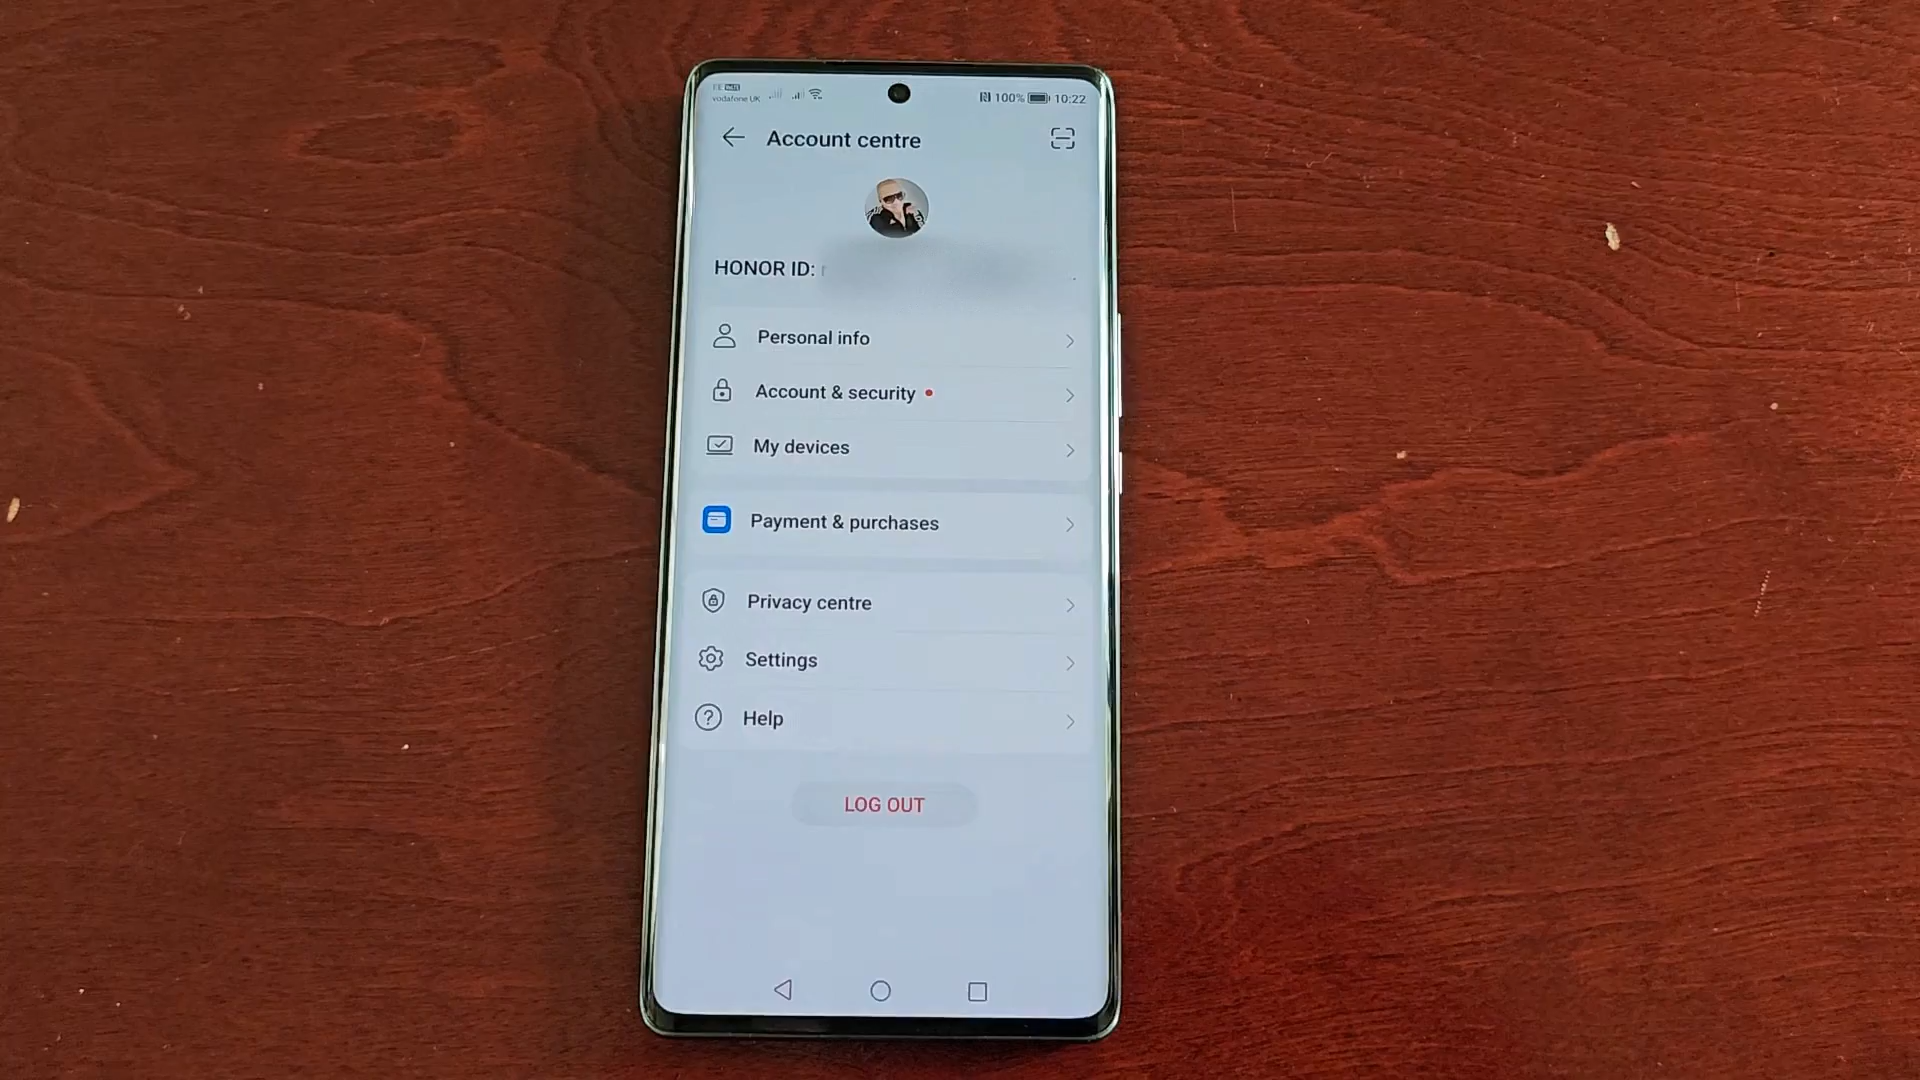 vodafone UK
100% 10:22
Account centre
HONOR ID:
Personal info
Account & security
My devices
Payment & purchases
Privacy centre
Settings
Help
LOG OUT